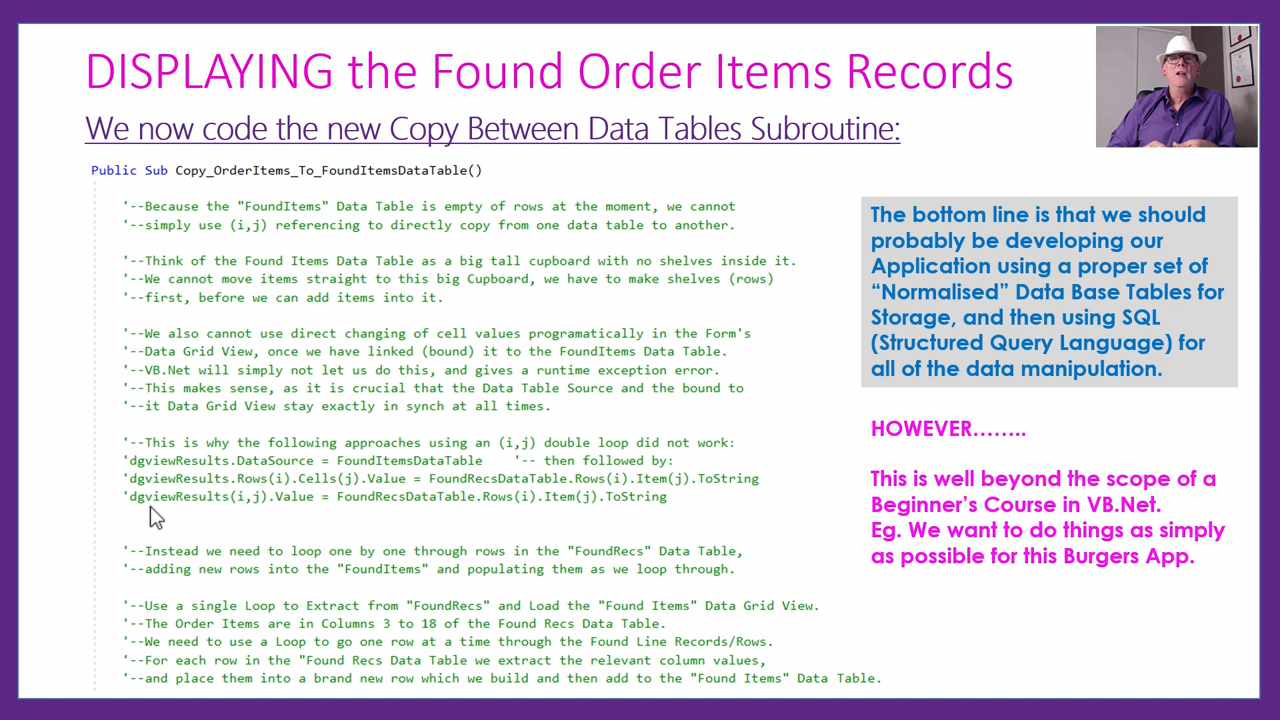 DISPLAYING the Found Order Items Records
We now code the new Copy Between Data Tables Subroutine:
Public Sub Copy_OrderItems_To_FoundItemsDataTable()
'--Because the "FoundItems" Data Table is empty of rows at the moment, we cannot
'--simply use (i,j) referencing to directly copy from one data table to another.
'--Think of the Found Items Data Table as a big tall cupboard with no shelves inside it.
'--We cannot move items straight to this big Cupboard, we have to make shelves (rows)
'--first, before we can add items into it.
'--We also cannot use direct changing of cell values programatically in the Form's
'--Data Grid View, once we have linked (bound) it to the FoundItems Data Table.
'--VB.Net will simply not let us do this, and gives a runtime exception error.
'--This makes sense, as it is crucial that the Data Table Source and the bound to
'--it Data Grid View stay exactly in synch at all times.
'--This is why the following approaches using an (i,j) double loop did not work:
'dgviewResults.DataSource = FoundItemsDataTable    '-- then followed by:
'dgviewResults.Rows(i).Cells(j).Value = FoundRecsDataTable.Rows(i).Item(j).ToString
'dgviewResults(i,j).Value = FoundRecsDataTable.Rows(i).Item(j).ToString
'--Instead we need to loop one by one through rows in the "FoundRecs" Data Table,
'--adding new rows into the "FoundItems" and populating them as we loop through.
'--Use a single Loop to Extract from "FoundRecs" and Load the "Found Items" Data Grid View.
'--The Order Items are in Columns 3 to 18 of the Found Recs Data Table.
'--We need to use a Loop to go one row at a time through the Found Line Records/Rows.
'--For each row in the "Found Recs Data Table we extract the relevant column values,
'--and place them into a brand new row which we build and then add to the "Found Items" Data Table.
The bottom line is that we should
probably be developing our
Application using a proper set of
“Normalised” Data Base Tables for
Storage, and then using SQL
(Structured Query Language) for
all of the data manipulation.
HOWEVER……..
This is well beyond the scope of a
Beginner’s Course in VB.Net.
Eg. We want to do things as simply
as possible for this Burgers App.